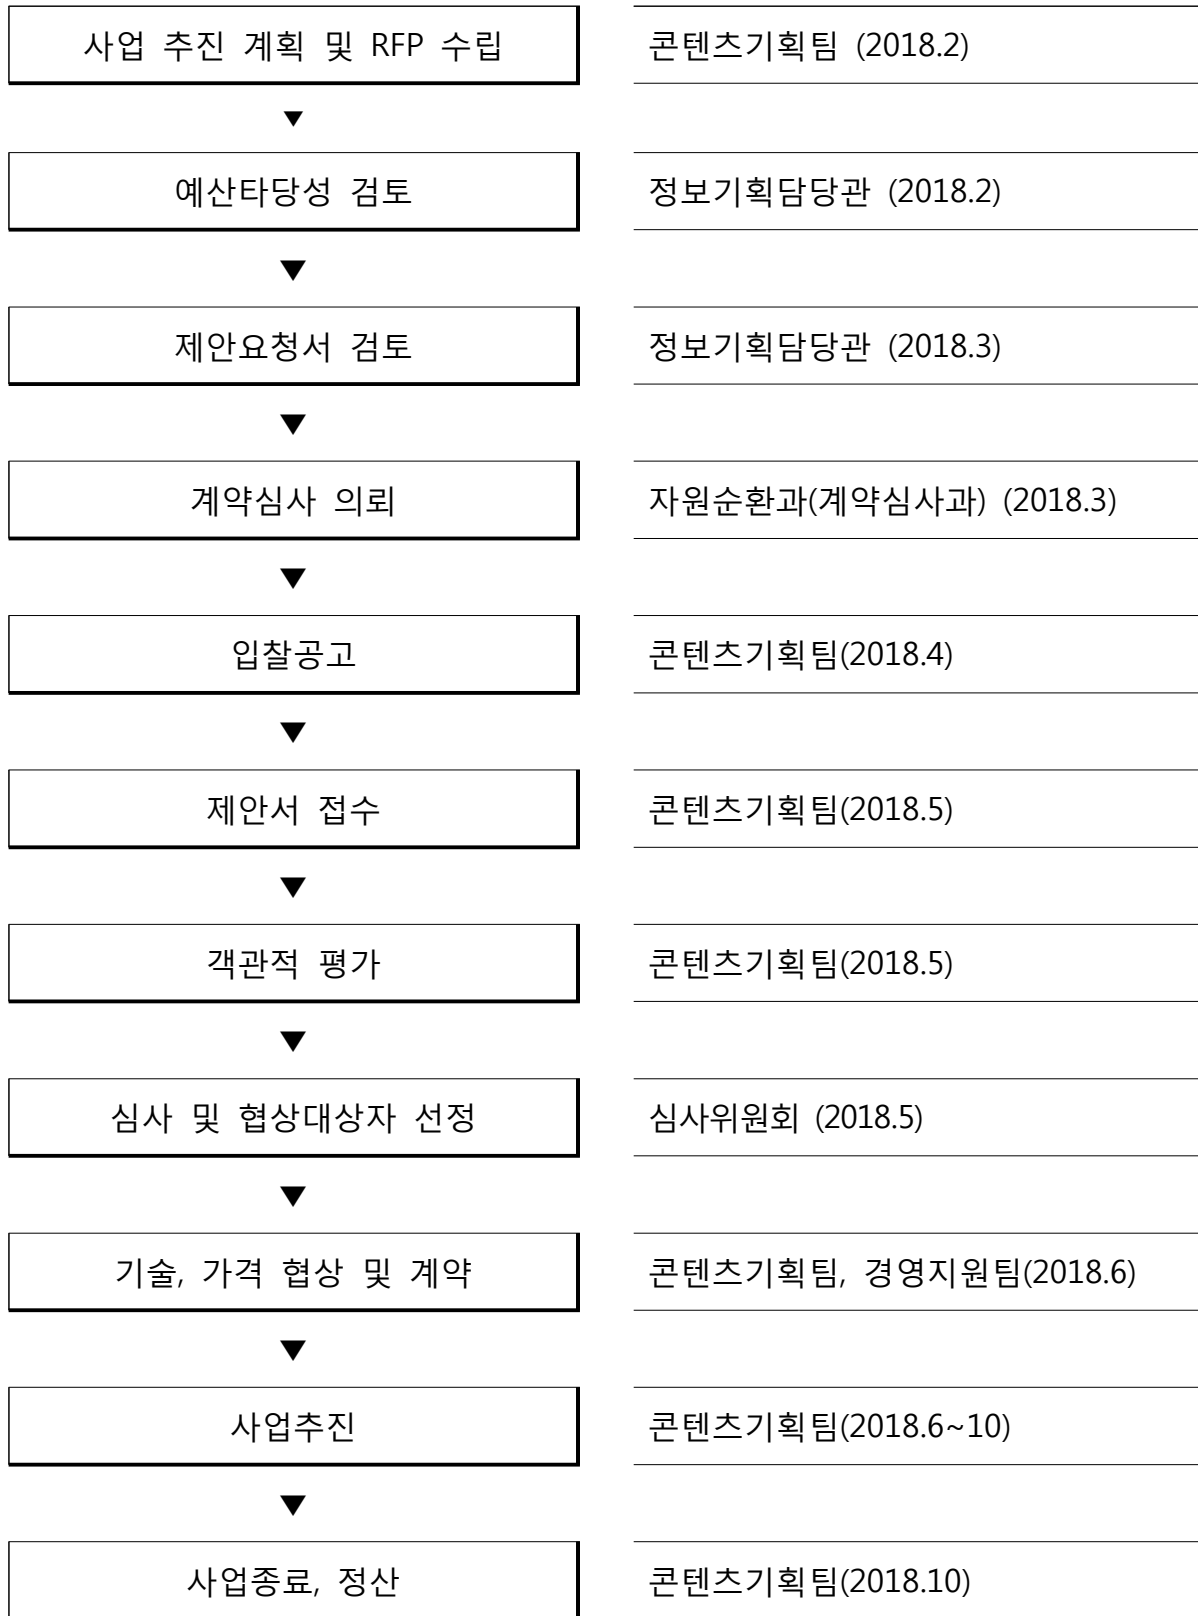 사업 추진 계획 및 RFP 수립
콘텐츠기획팀 (2018.2)
▼
예산타당성 검토
정보기획담당관 (2018.2)
▼
제안요청서 검토
정보기획담당관 (2018.3)
▼
계약심사 의뢰
자원순환과(계약심사과) (2018.3)
▼
입찰공고
콘텐츠기획팀(2018.4)
▼
제안서 접수
콘텐츠기획팀(2018.5)
▼
객관적 평가
콘텐츠기획팀(2018.5)
▼
심사 및 협상대상자 선정
심사위원회 (2018.5)
▼
기술, 가격 협상 및 계약
콘텐츠기획팀, 경영지원팀(2018.6)
▼
사업추진
콘텐츠기획팀(2018.6~10)
▼
사업종료, 정산
콘텐츠기획팀(2018.10)